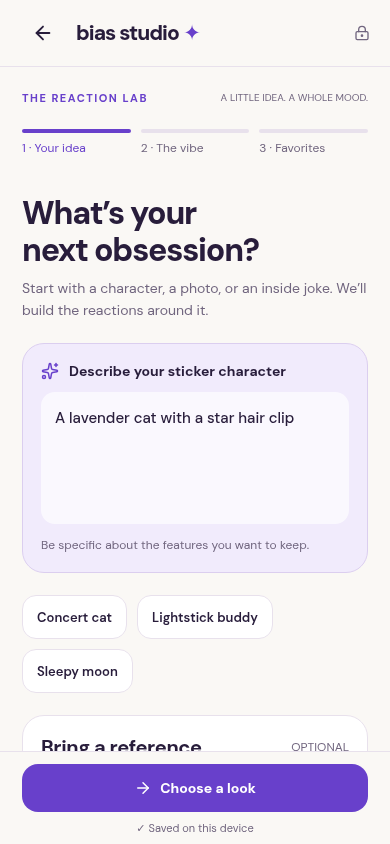 bias studio ✦
THE REACTION LAB
A LITTLE IDEA. A WHOLE MOOD.
1 · Your idea
2 · The vibe
3 · Favorites
What’s your
next obsession?
Start with a character, a photo, or an inside joke. We’ll
build the reactions around it.
Describe your sticker character
A lavender cat with a star hair clip
Be specific about the features you want to keep.
Concert cat
Lightstick buddy
Sleepy moon
Bring a reference
OPTIONAL
Choose a look
✓ Saved on this device